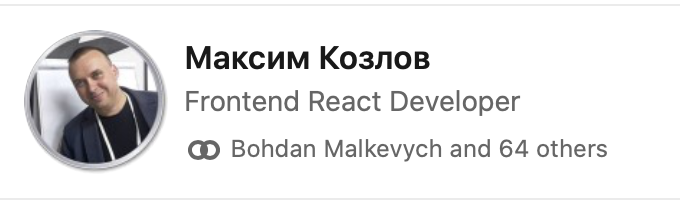 Максим Козлов
Frontend React Developer
Bohdan Malkevych and 64 others